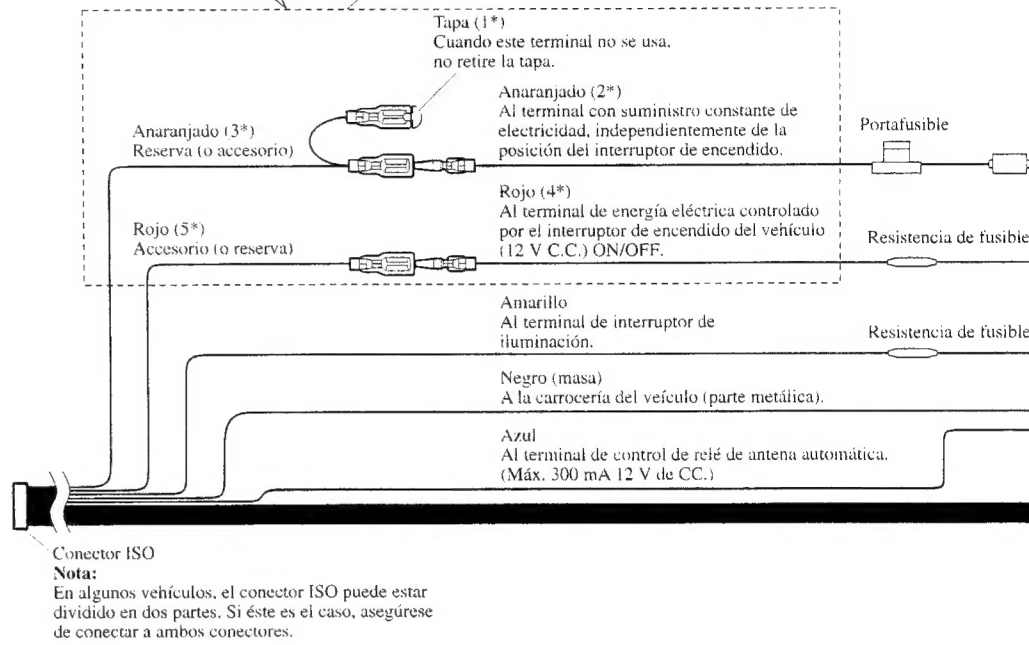 Tapa (1*)
Cuando este terminal no se usa,
no retire la tapa.
Anaranjado (3*)
Reserva (o accesorio)
Anaranjado (2*)
Al terminal con suministro constante de
electricidad, independientemente de la
posición del interruptor de encendido.
Portafusible
Rojo (5*)
Accesorio (o reserva)
Rojo (4*)
Al terminal de energía eléctrica controlado
por el interruptor de encendido del vehículo
(12 V C.C.) ON/OFF.
Resistencia de fusible
Amarillo
Al terminal de interruptor de
iluminación.
Resistencia de fusible
Negro (masa)
A la carrocería del veículo (parte metálica).
Azul
Al terminal de control de relé de antena automática.
(Máx. 300 mA 12 V de CC.)
Conector ISO
Nota:
En algunos vehículos, el conector ISO puede estar
dividido en dos partes. Si éste es el caso, asegúrese
de conectar a ambos conectores.